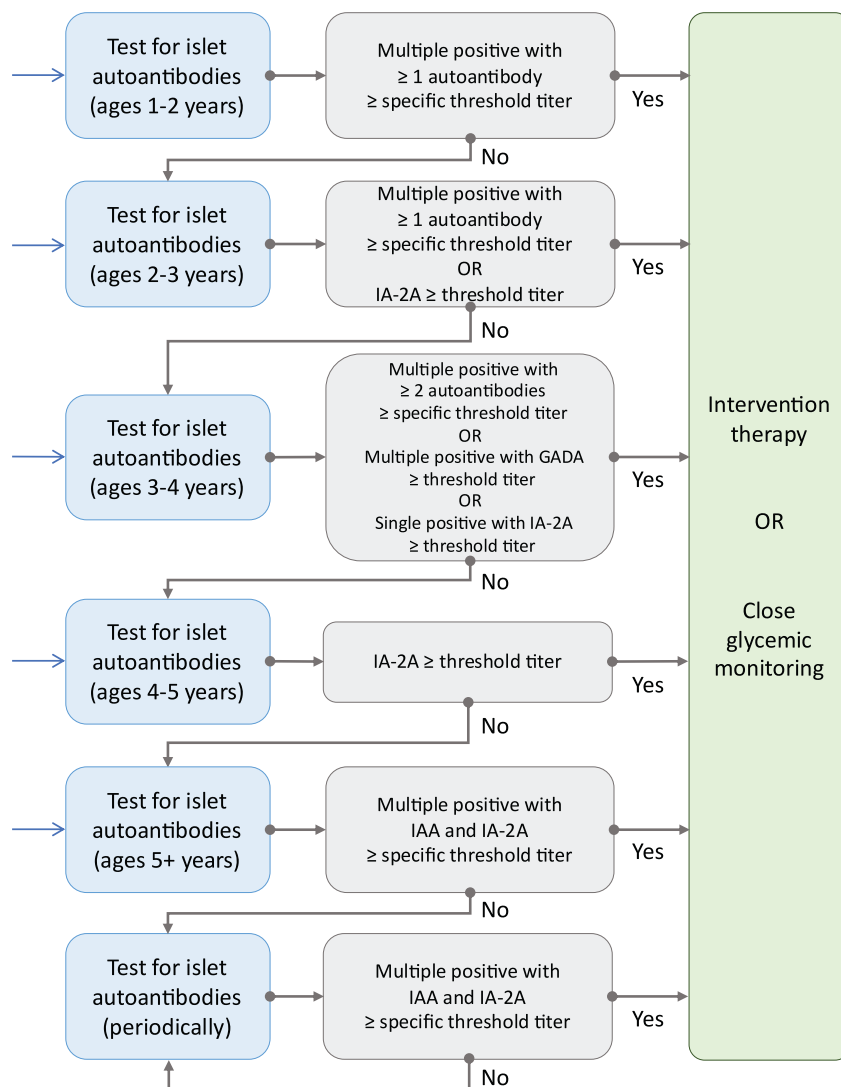 Test for islet
autoantibodies
(ages 1-2 years)
Multiple positive with
≥ 1 autoantibody
≥ specific threshold titer
Yes
No
Test for islet
autoantibodies
(ages 2-3 years)
Multiple positive with
≥ 1 autoantibody
≥ specific threshold titer
OR
IA-2A ≥ threshold titer
Yes
No
Test for islet
autoantibodies
(ages 3-4 years)
Multiple positive with
≥ 2 autoantibodies
≥ specific threshold titer
OR
Multiple positive with GADA
≥ threshold titer
OR
Single positive with IA-2A
≥ threshold titer
Yes
No
Test for islet
autoantibodies
(ages 4-5 years)
IA-2A ≥ threshold titer
Yes
No
Test for islet
autoantibodies
(ages 5+ years)
Multiple positive with
IAA and IA-2A
≥ specific threshold titer
Yes
No
Test for islet
autoantibodies
(periodically)
Multiple positive with
IAA and IA-2A
≥ specific threshold titer
Yes
No
Intervention
therapy
OR
Close
glycemic
monitoring